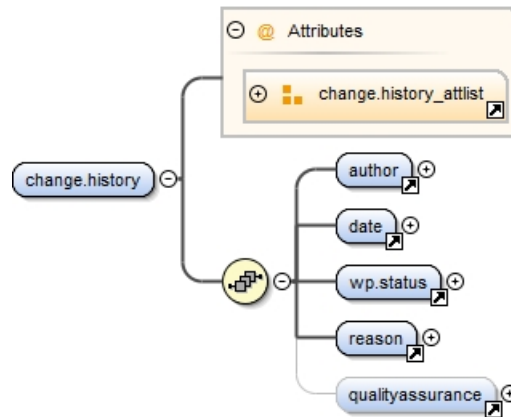 @ Attributes
change.history_attlist
change.history
author
date
wp.status
reason
qualityassurance